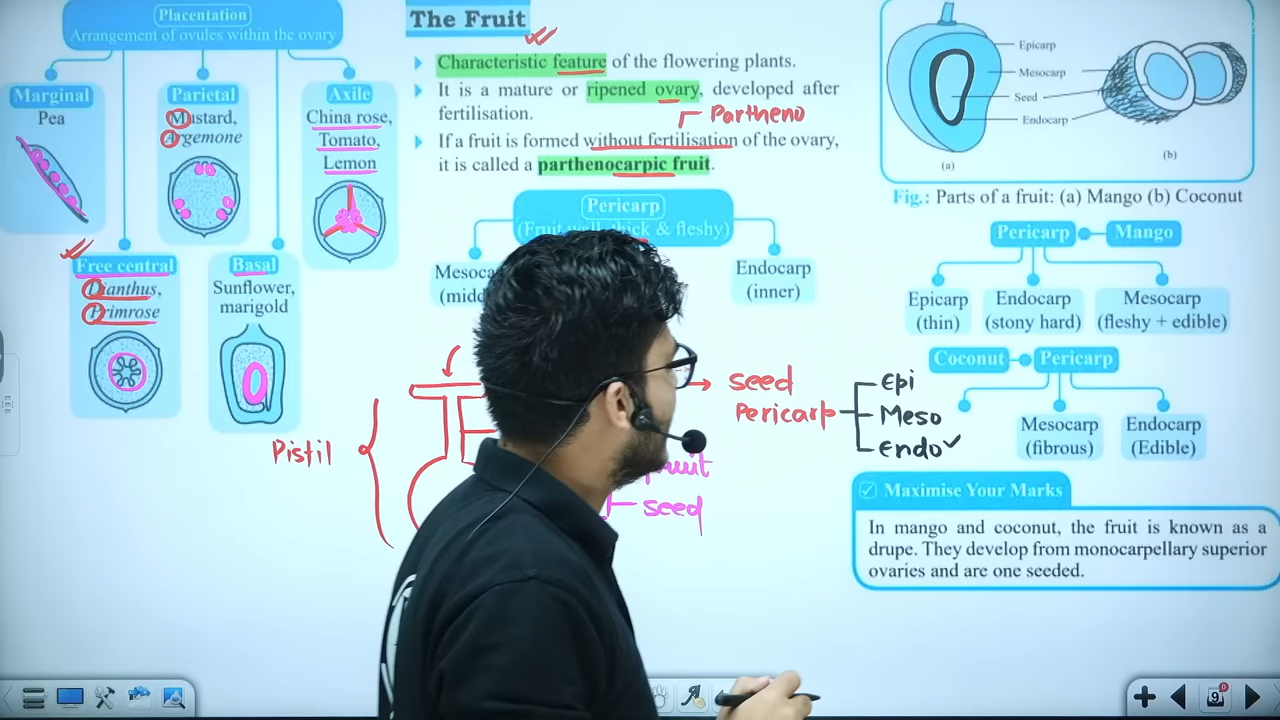 Placentation
Arrangement of ovules within the ovary
Marginal
Pea
Parietal
Mustard,
Argemone
Axile
China rose,
Tomato,
Lemon
Free central
Dianthus,
Primrose
Basal
Sunflower,
marigold
The Fruit
Characteristic feature of the flowering plants.
It is a mature or ripened ovary, developed after
fertilisation.
Partheno
If a fruit is formed without fertilisation of the ovary,
it is called a parthenocarpic fruit.
Pericarp
(Fruit wall thick & fleshy)
Endocarp
(inner)
Pistil
seed
Pericarp
Epi
Meso
Endo
fruit
seed
Epicarp
Mesocarp
Seed
Endocarp
(a)
(b)
Fig.: Parts of a fruit: (a) Mango (b) Coconut
Pericarp
Mango
Epicarp
(thin)
Endocarp
(stony hard)
Mesocarp
(fleshy + edible)
Coconut
Pericarp
Mesocarp
(fibrous)
Endocarp
(Edible)
Maximise Your Marks
In mango and coconut, the fruit is known as a
drupe. They develop from monocarpellary superior
ovaries and are one seeded.
9